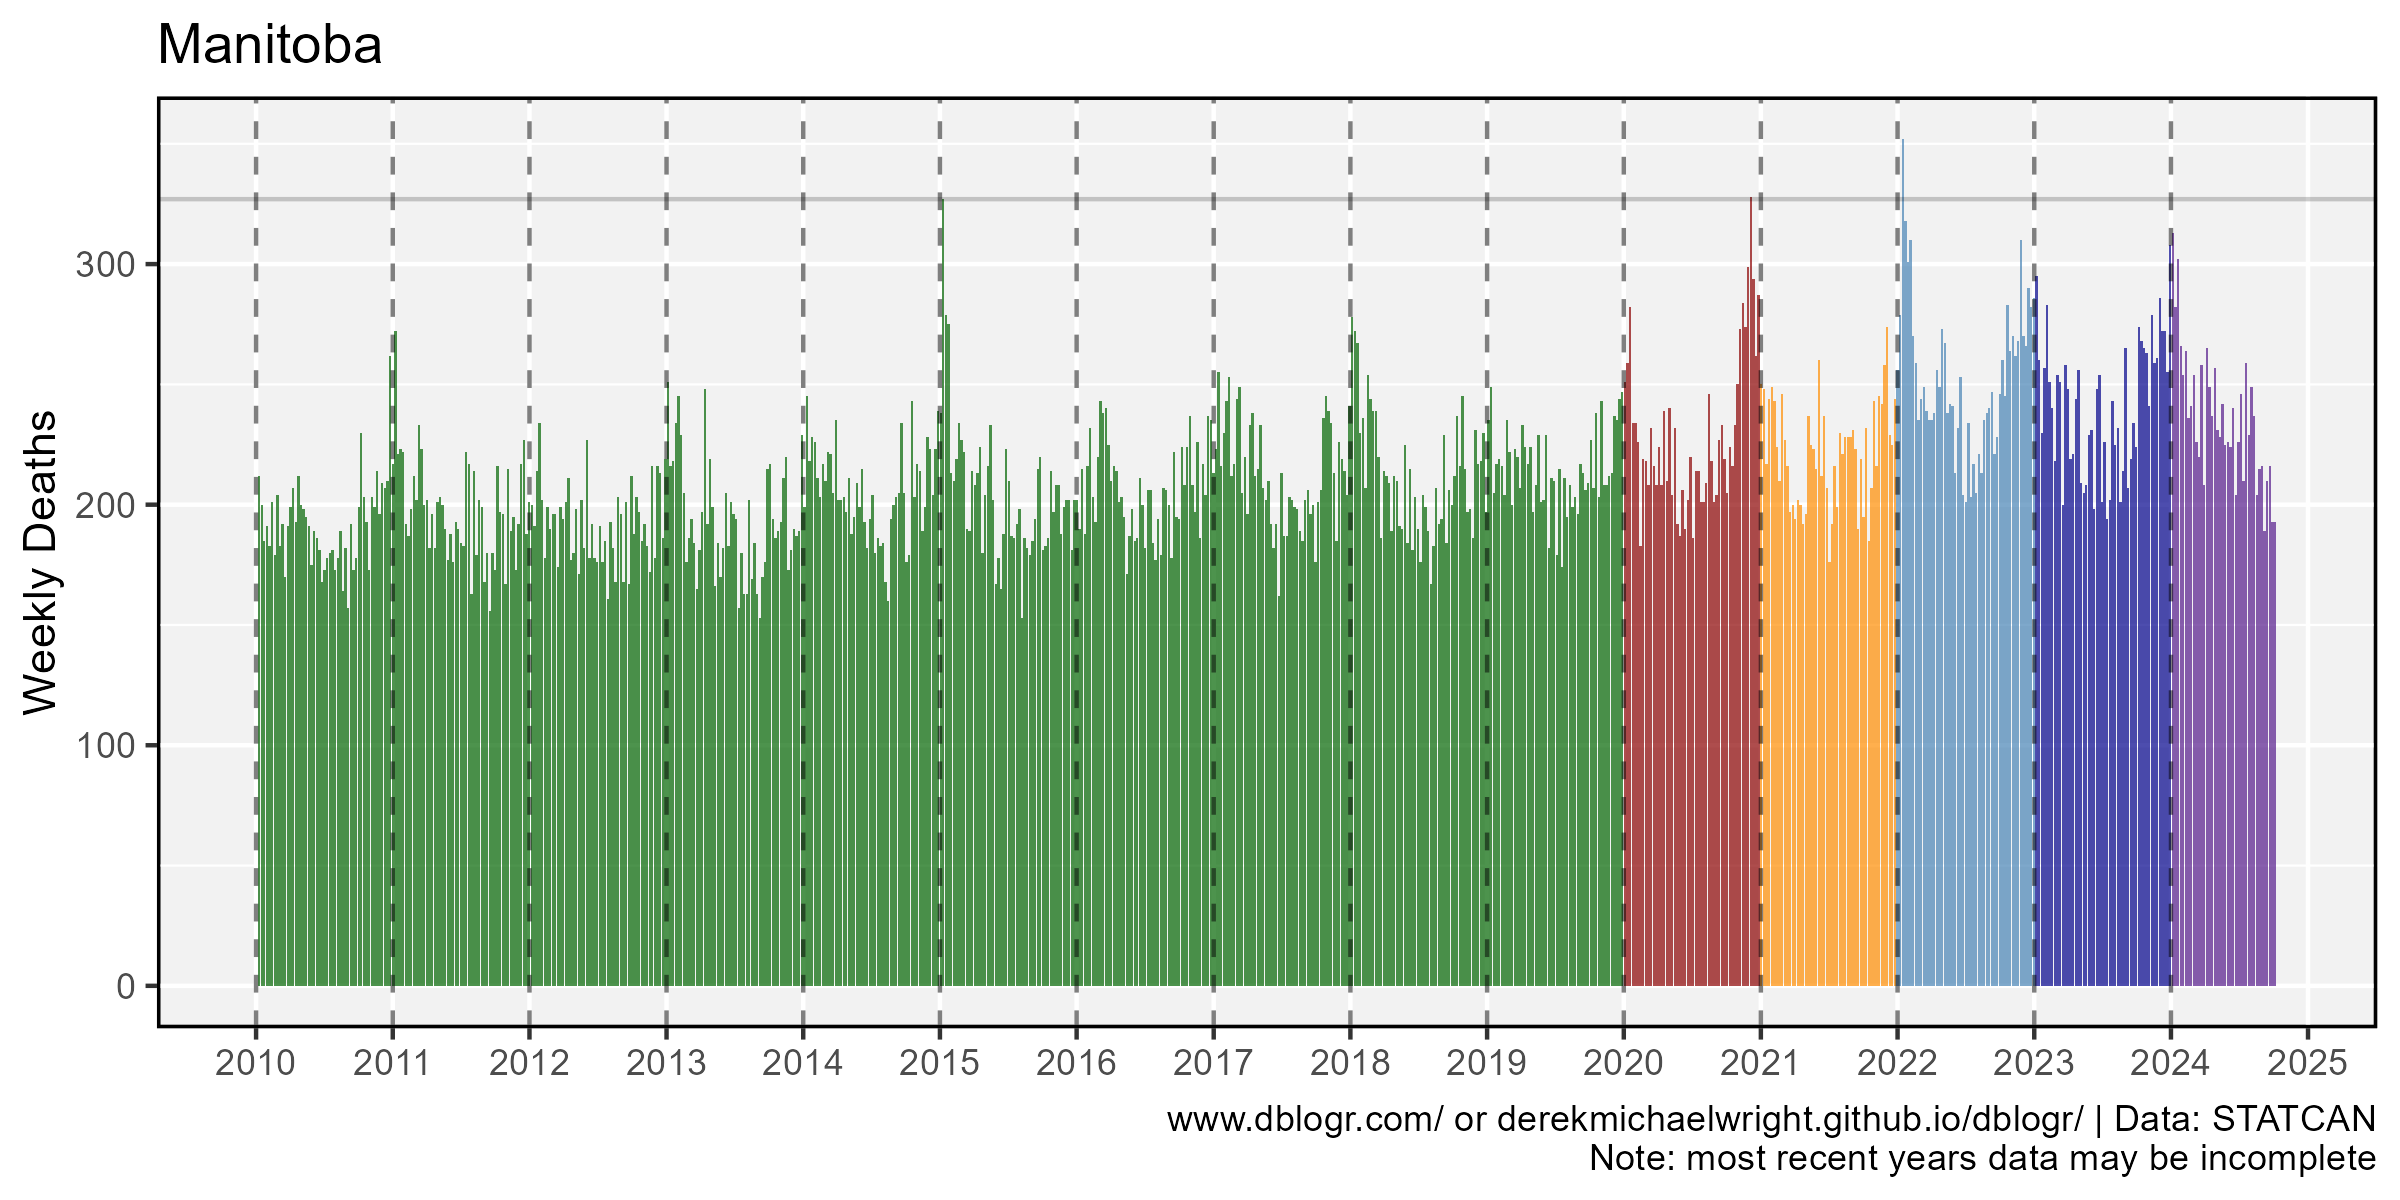 Manitoba
Weekly Deaths
300
200
100
0
2010 2011 2012 2013 2014 2015 2016 2017 2018 2019 2020 2021 2022 2023 2024 2025
www.dblogr.com/ or derekmichaelwright.github.io/dblogr/ | Data: STATCAN
Note: most recent years data may be incomplete